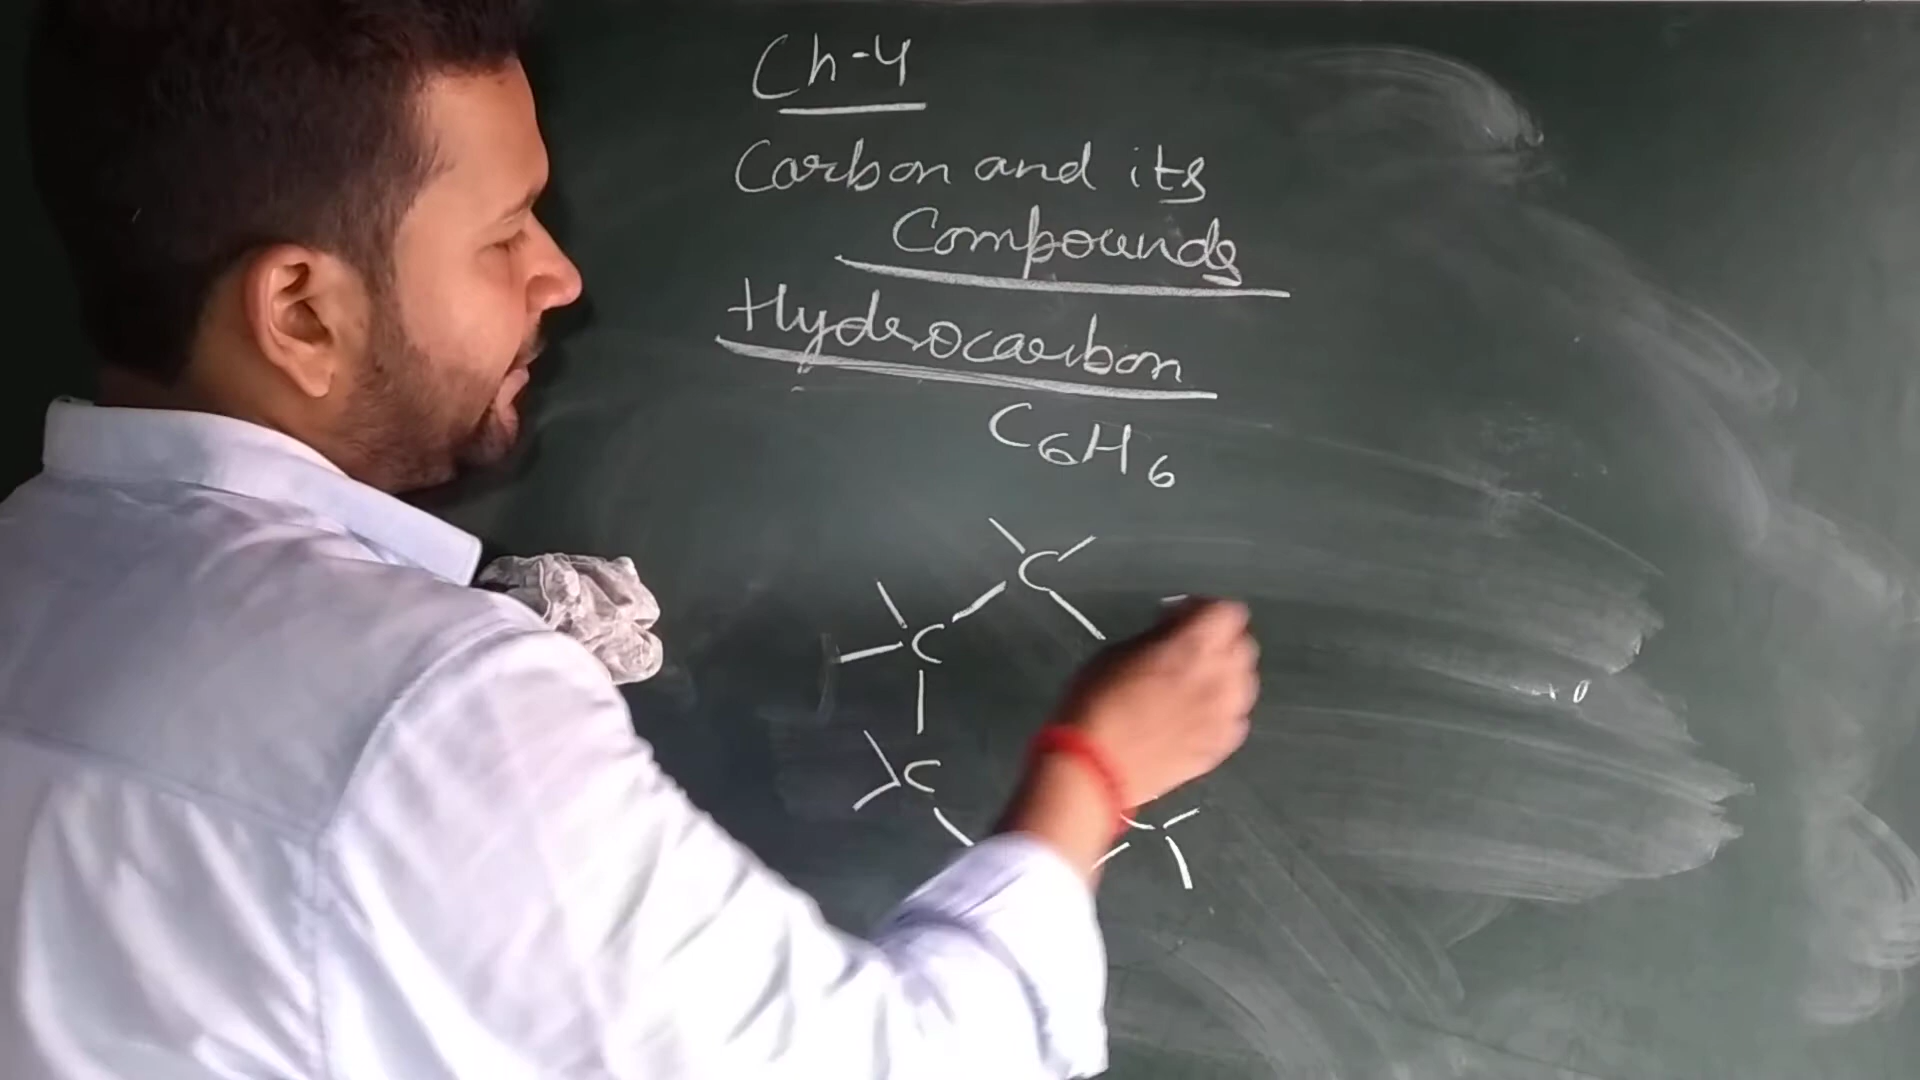 Ch-4
Carbon and its
Compounds
Hydrocarbon
C6H6
C
C
C